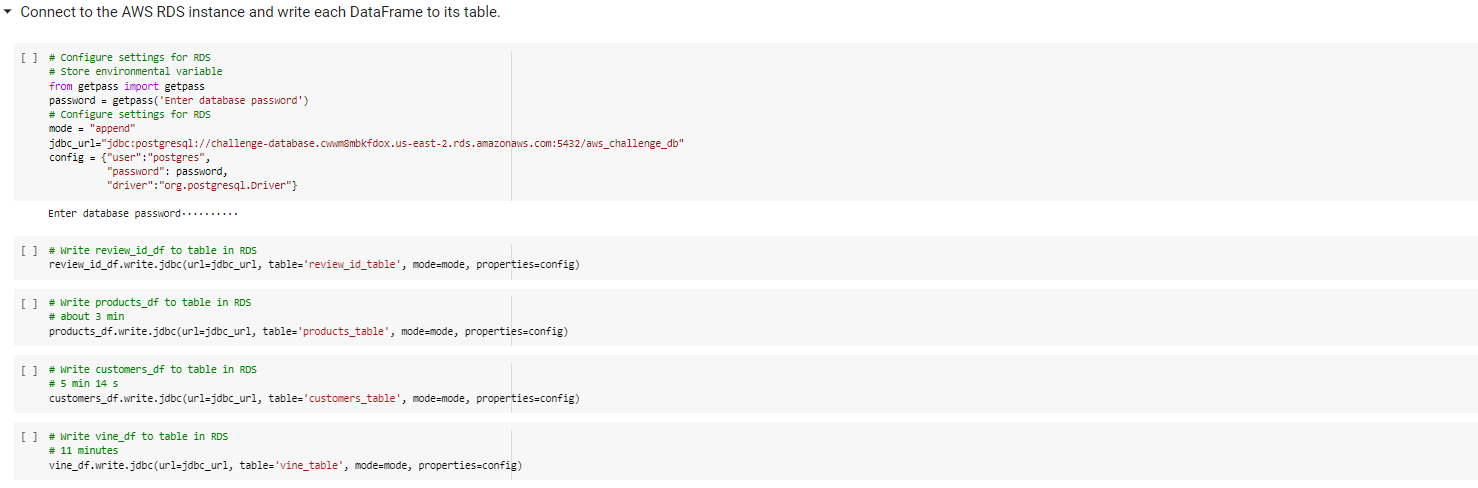 Connect to the AWS RDS instance and write each DataFrame to its table.
[ ] # Configure settings for RDS
# Store environmental variable
from getpass import getpass
password = getpass('Enter database password')
# Configure settings for RDS
mode = "append"
jdbc_url="jdbc:postgresql://challenge-database.cwwm8mbkfdox.us-east-2.rds.amazonaws.com:5432/aws_challenge_db"
config = {"user":"postgres",
"password": password,
"driver":"org.postgresql.Driver"}
Enter database password··········
[ ] # Write review_id_df to table in RDS
review_id_df.write.jdbc(url=jdbc_url, table='review_id_table', mode=mode, properties=config)
[ ] # Write products_df to table in RDS
# about 3 min
products_df.write.jdbc(url=jdbc_url, table='products_table', mode=mode, properties=config)
[ ] # Write customers_df to table in RDS
# 5 min 14 s
customers_df.write.jdbc(url=jdbc_url, table='customers_table', mode=mode, properties=config)
[ ] # Write vine_df to table in RDS
# 11 minutes
vine_df.write.jdbc(url=jdbc_url, table='vine_table', mode=mode, properties=config)